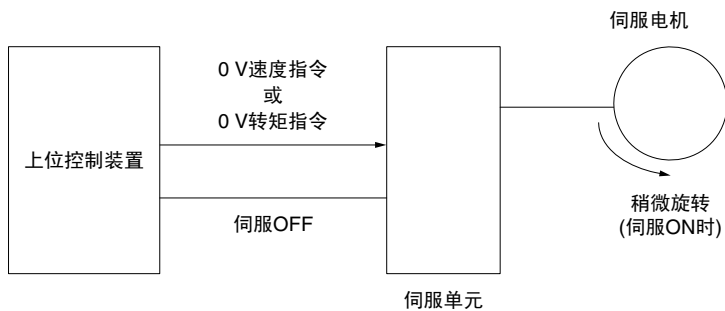 伺服电机
0 V速度指令
或
0 V转矩指令
上位控制装置
伺服OFF
稍微旋转
(伺服ON时)
伺服单元